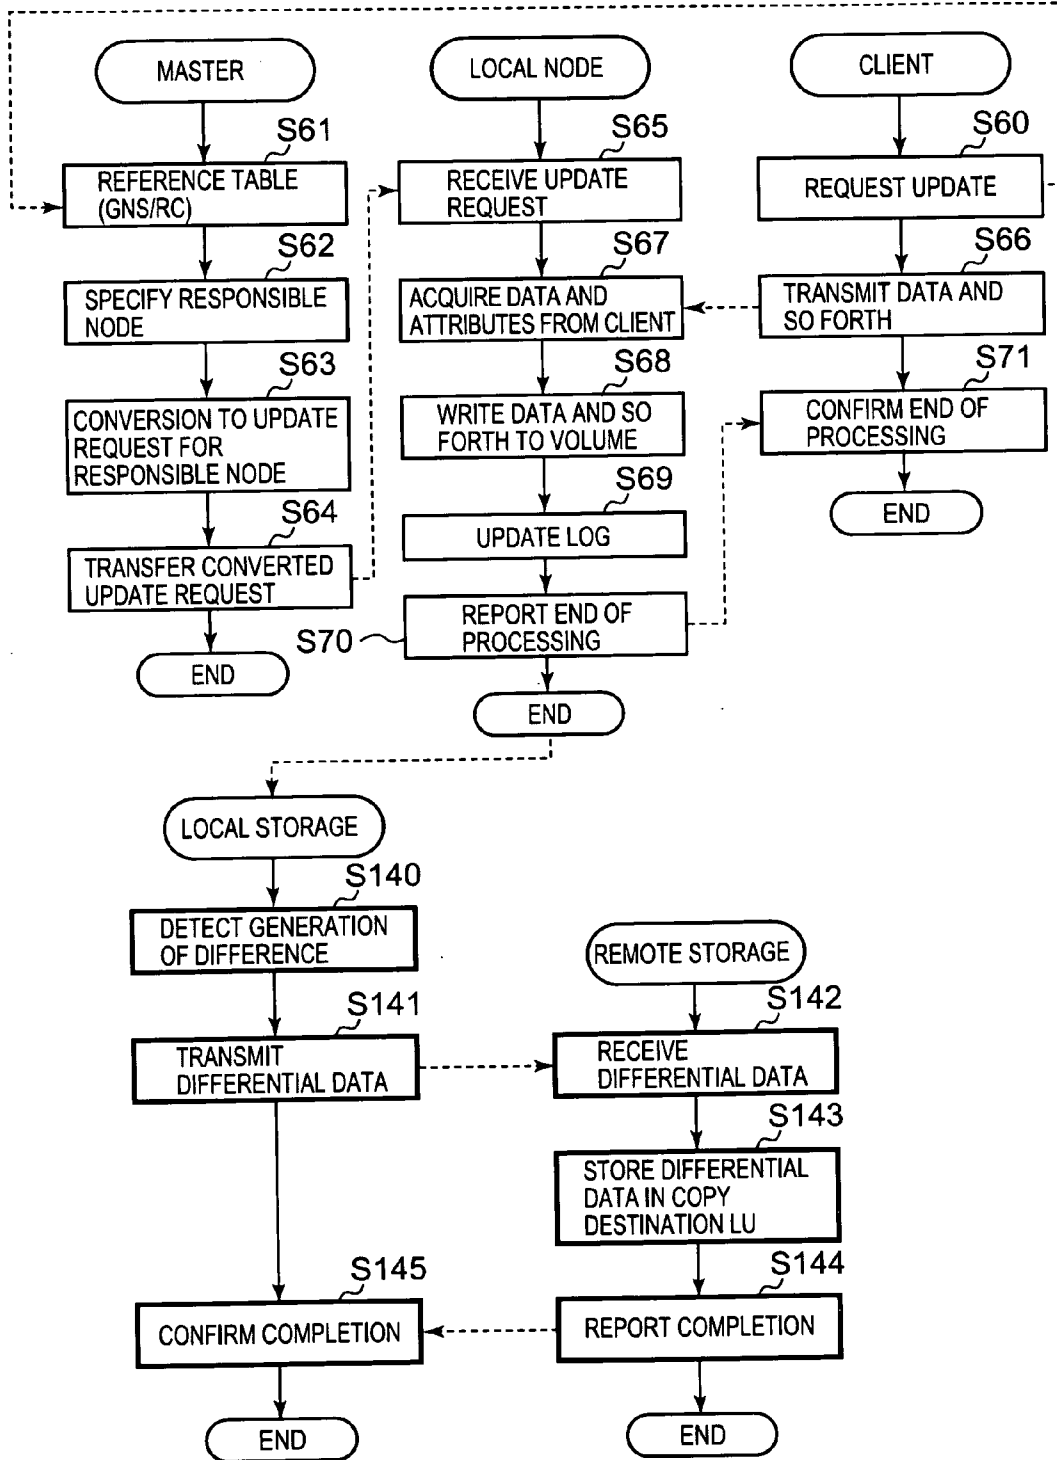 MASTER
S61
REFERENCE TABLE
(GNS/RC)
S62
SPECIFY RESPONSIBLE
NODE
S63
CONVERSION TO UPDATE
REQUEST FOR
RESPONSIBLE NODE
S64
TRANSFER CONVERTED
UPDATE REQUEST
END
LOCAL NODE
S65
RECEIVE UPDATE
REQUEST
S67
ACQUIRE DATA AND
ATTRIBUTES FROM CLIENT
S68
WRITE DATA AND SO
FORTH TO VOLUME
S69
UPDATE LOG
S70
REPORT END OF
PROCESSING
END
CLIENT
S60
REQUEST UPDATE
S66
TRANSMIT DATA AND
SO FORTH
S71
CONFIRM END OF
PROCESSING
END
LOCAL STORAGE
S140
DETECT GENERATION
OF DIFFERENCE
S141
TRANSMIT
DIFFERENTIAL DATA
S145
CONFIRM COMPLETION
END
REMOTE STORAGE
S142
RECEIVE
DIFFERENTIAL DATA
S143
STORE DIFFERENTIAL
DATA IN COPY
DESTINATION LU
S144
REPORT COMPLETION
END